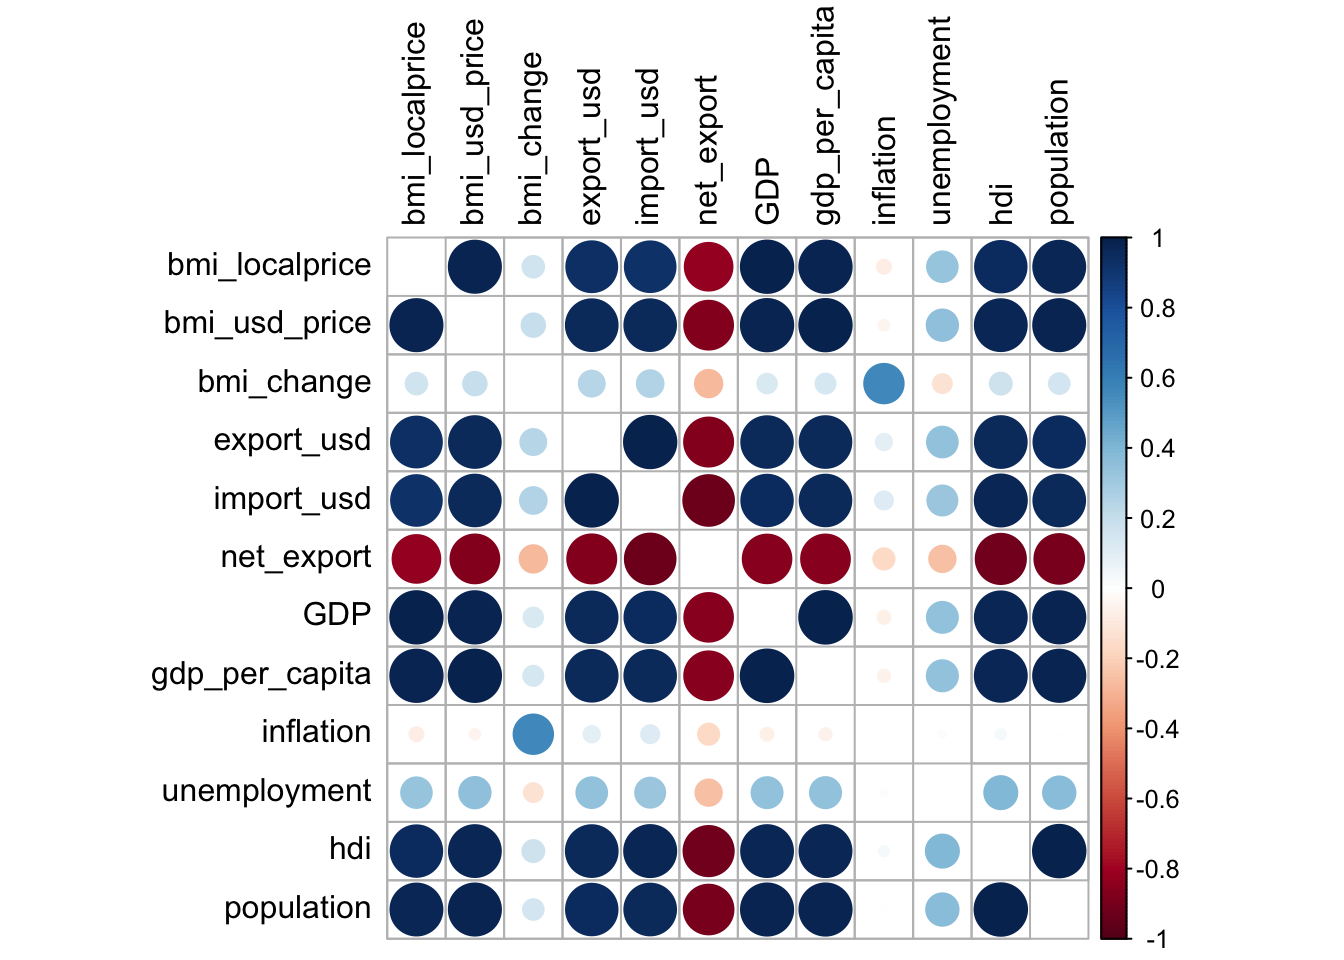 bmi_localprice
bmi_usd_price
bmi_change
export_usd
import_usd
net_export
GDP
gdp_per_capita
inflation
unemployment
hdi
population
bmi_localprice
bmi_usd_price
bmi_change
export_usd
import_usd
net_export
GDP
gdp_per_capita
inflation
unemployment
hdi
population
1
0.8
0.6
0.4
0.2
0
-0.2
-0.4
-0.6
-0.8
-1